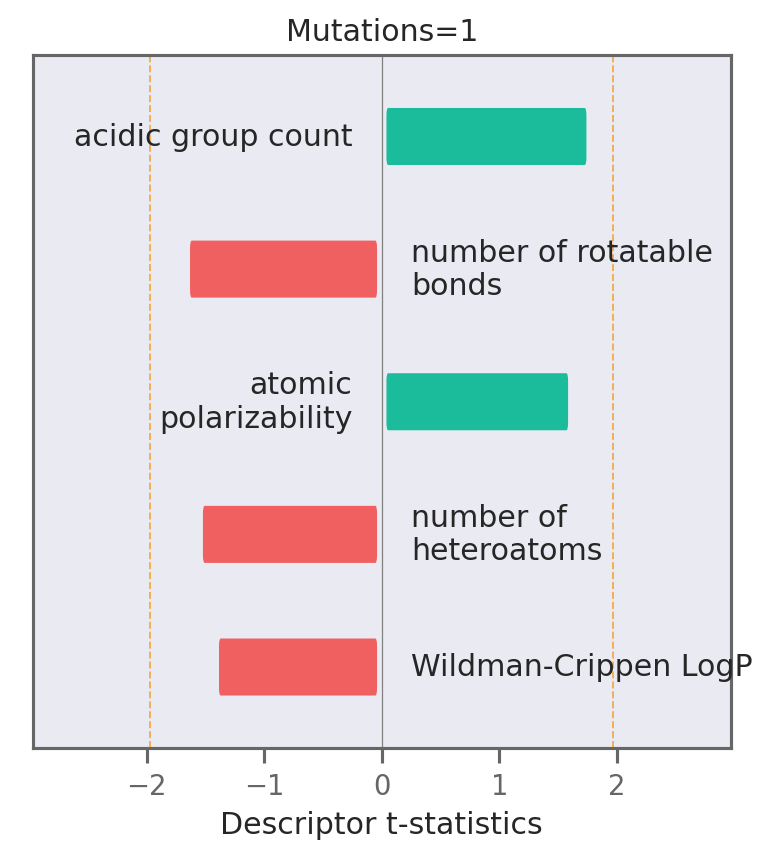 Mutations=1
acidic group count
number of rotatable
bonds
atomic
polarizability
number of
heteroatoms
Wildman-Crippen LogP
−2 −1 0 1 2
Descriptor t-statistics